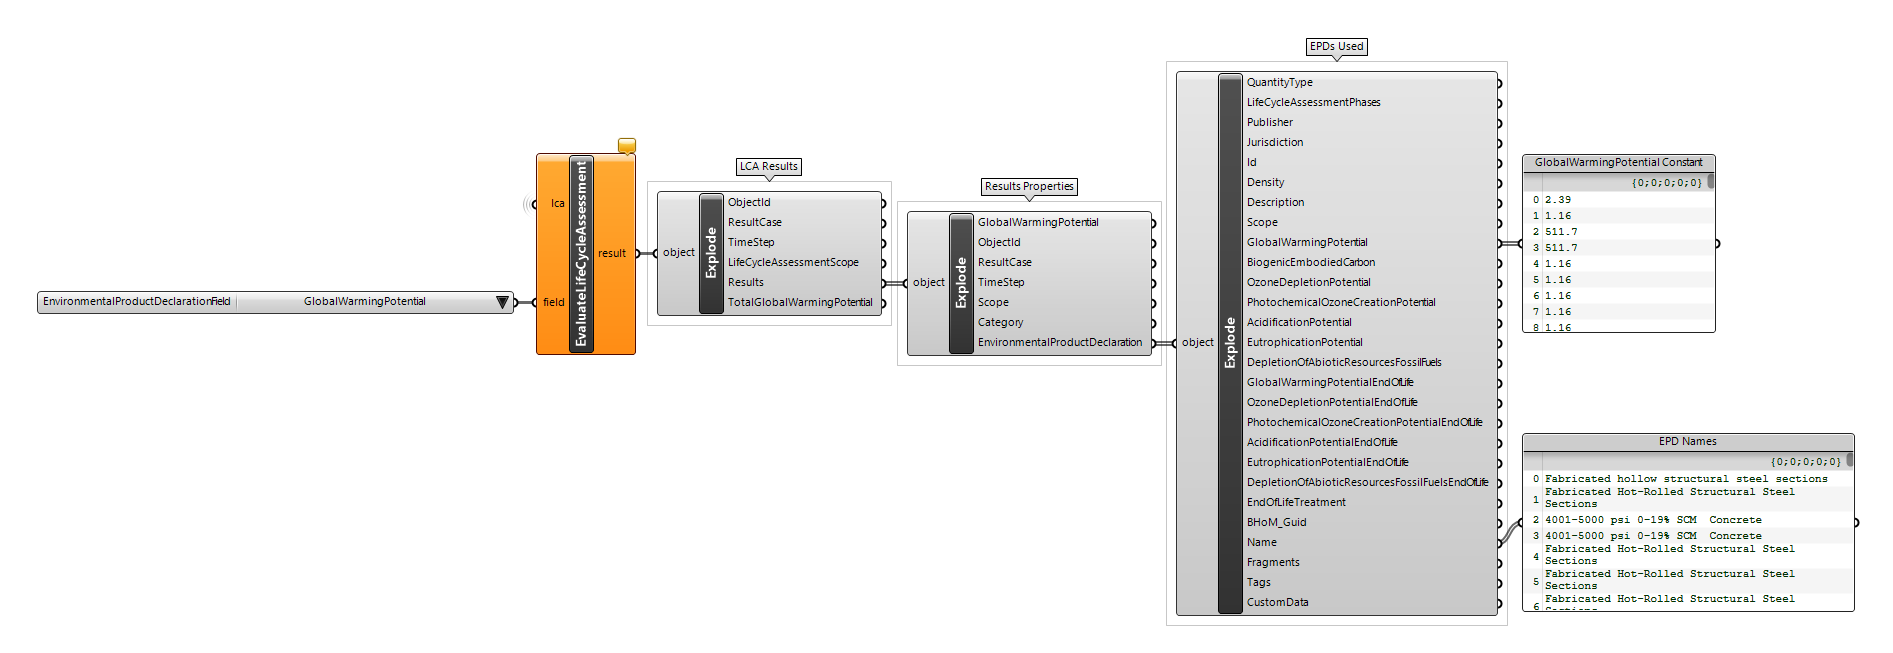 EnvironmentalProductDeclarationField
GlobalWarmingPotential
lca
field
EvaluateLifeCycleAssessment
result
LCA Results
object
Explode
ObjectId
ResultCase
TimeStep
LifeCycleAssessmentScope
Results
TotalGlobalWarmingPotential
Results Properties
object
Explode
GlobalWarmingPotential
ObjectId
ResultCase
TimeStep
Scope
Category
EnvironmentalProductDeclaration
EPDs Used
object
Explode
QuantityType
LifeCycleAssessmentPhases
Publisher
Jurisdiction
Id
Density
Description
Scope
GlobalWarmingPotential
BiogenicEmbodiedCarbon
OzoneDepletionPotential
PhotochemicalOzoneCreationPotential
AcidificationPotential
EutrophicationPotential
DepletionOfAbioticResourcesFossilFuels
GlobalWarmingPotentialEndOfLife
OzoneDepletionPotentialEndOfLife
PhotochemicalOzoneCreationPotentialEndOfLife
AcidificationPotentialEndOfLife
EutrophicationPotentialEndOfLife
DepletionOfAbioticResourcesFossilFuelsEndOfLife
EndOfLifeTreatment
BHoM_Guid
Name
Fragments
Tags
CustomData
GlobalWarmingPotential Constant
{0;0;0;0;0}
0 2.39
1 1.16
2 511.7
3 511.7
4 1.16
5 1.16
6 1.16
7 1.16
8 1.16
EPD Names
{0;0;0;0;0}
0 Fabricated hollow structural steel sections
1 Fabricated Hot-Rolled Structural Steel
Sections
2 4001-5000 psi 0-19% SCM  Concrete
3 4001-5000 psi 0-19% SCM  Concrete
4 Fabricated Hot-Rolled Structural Steel
Sections
5 Fabricated Hot-Rolled Structural Steel
Sections
6 Fabricated Hot-Rolled Structural Steel